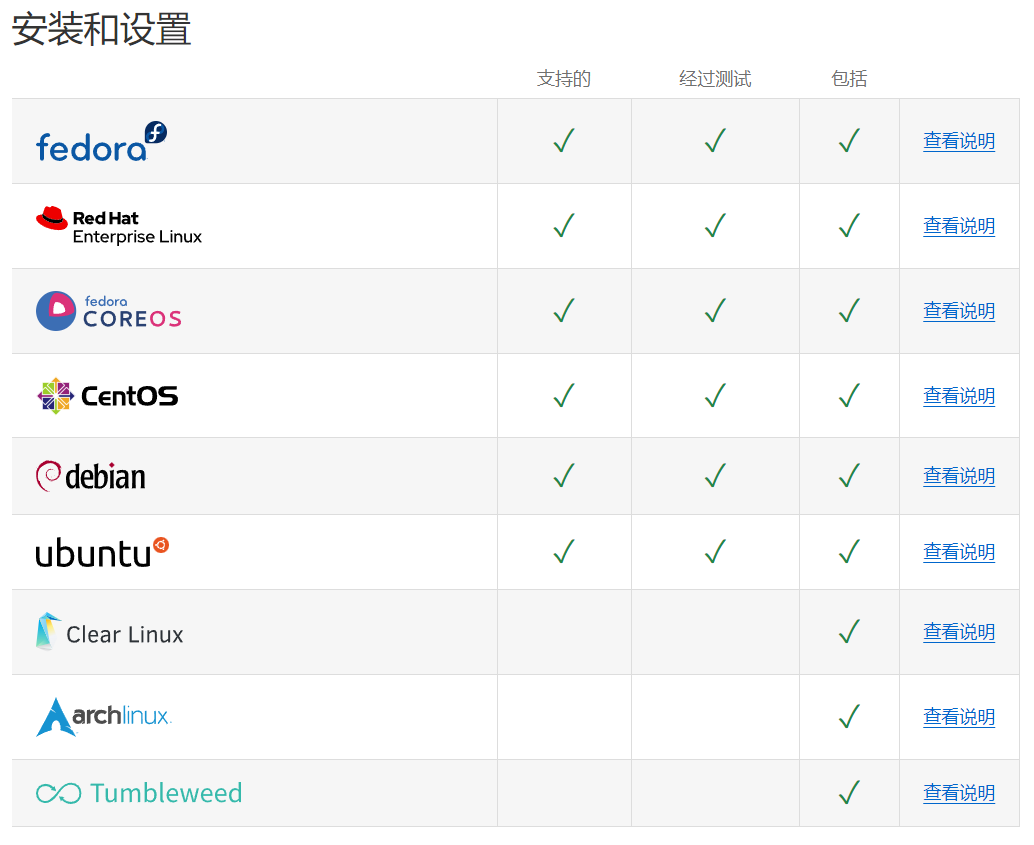 安装和设置
支持的 经过测试 包括
fedora ✓ ✓ ✓ 查看说明
Red Hat
Enterprise Linux ✓ ✓ ✓ 查看说明
fedora
COREOS ✓ ✓ ✓ 查看说明
CentOS ✓ ✓ ✓ 查看说明
debian ✓ ✓ ✓ 查看说明
ubuntu ✓ ✓ ✓ 查看说明
Clear Linux ✓ 查看说明
archlinux ✓ 查看说明
Tumbleweed ✓ 查看说明